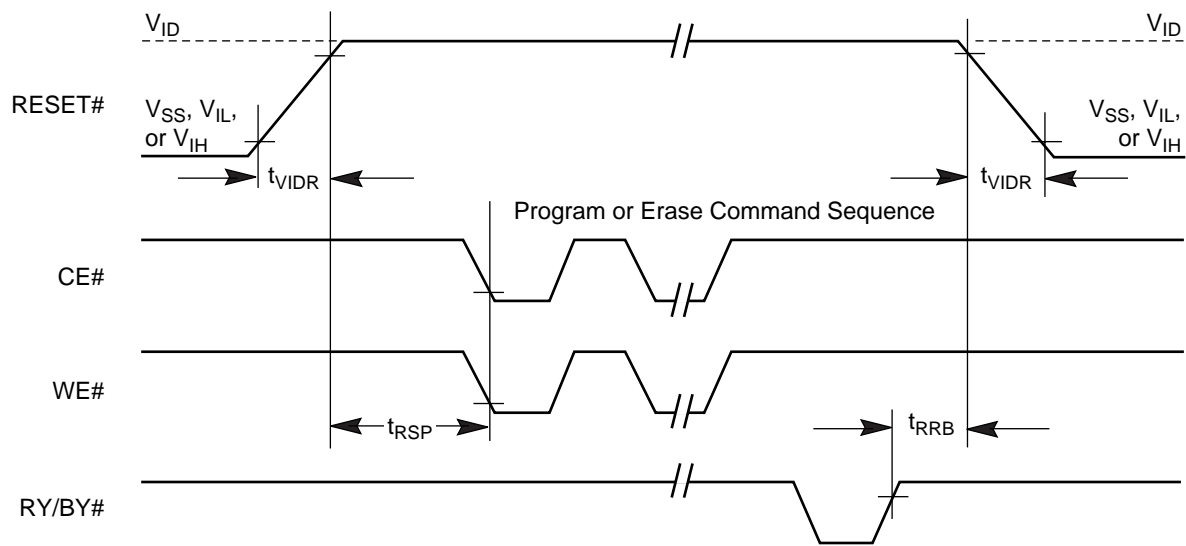 VID
VID
RESET#
VSS, VIL,
or VIH
VSS, VIL,
or VIH
tVIDR
tVIDR
Program or Erase Command Sequence
CE#
WE#
tRSP
tRRB
RY/BY#